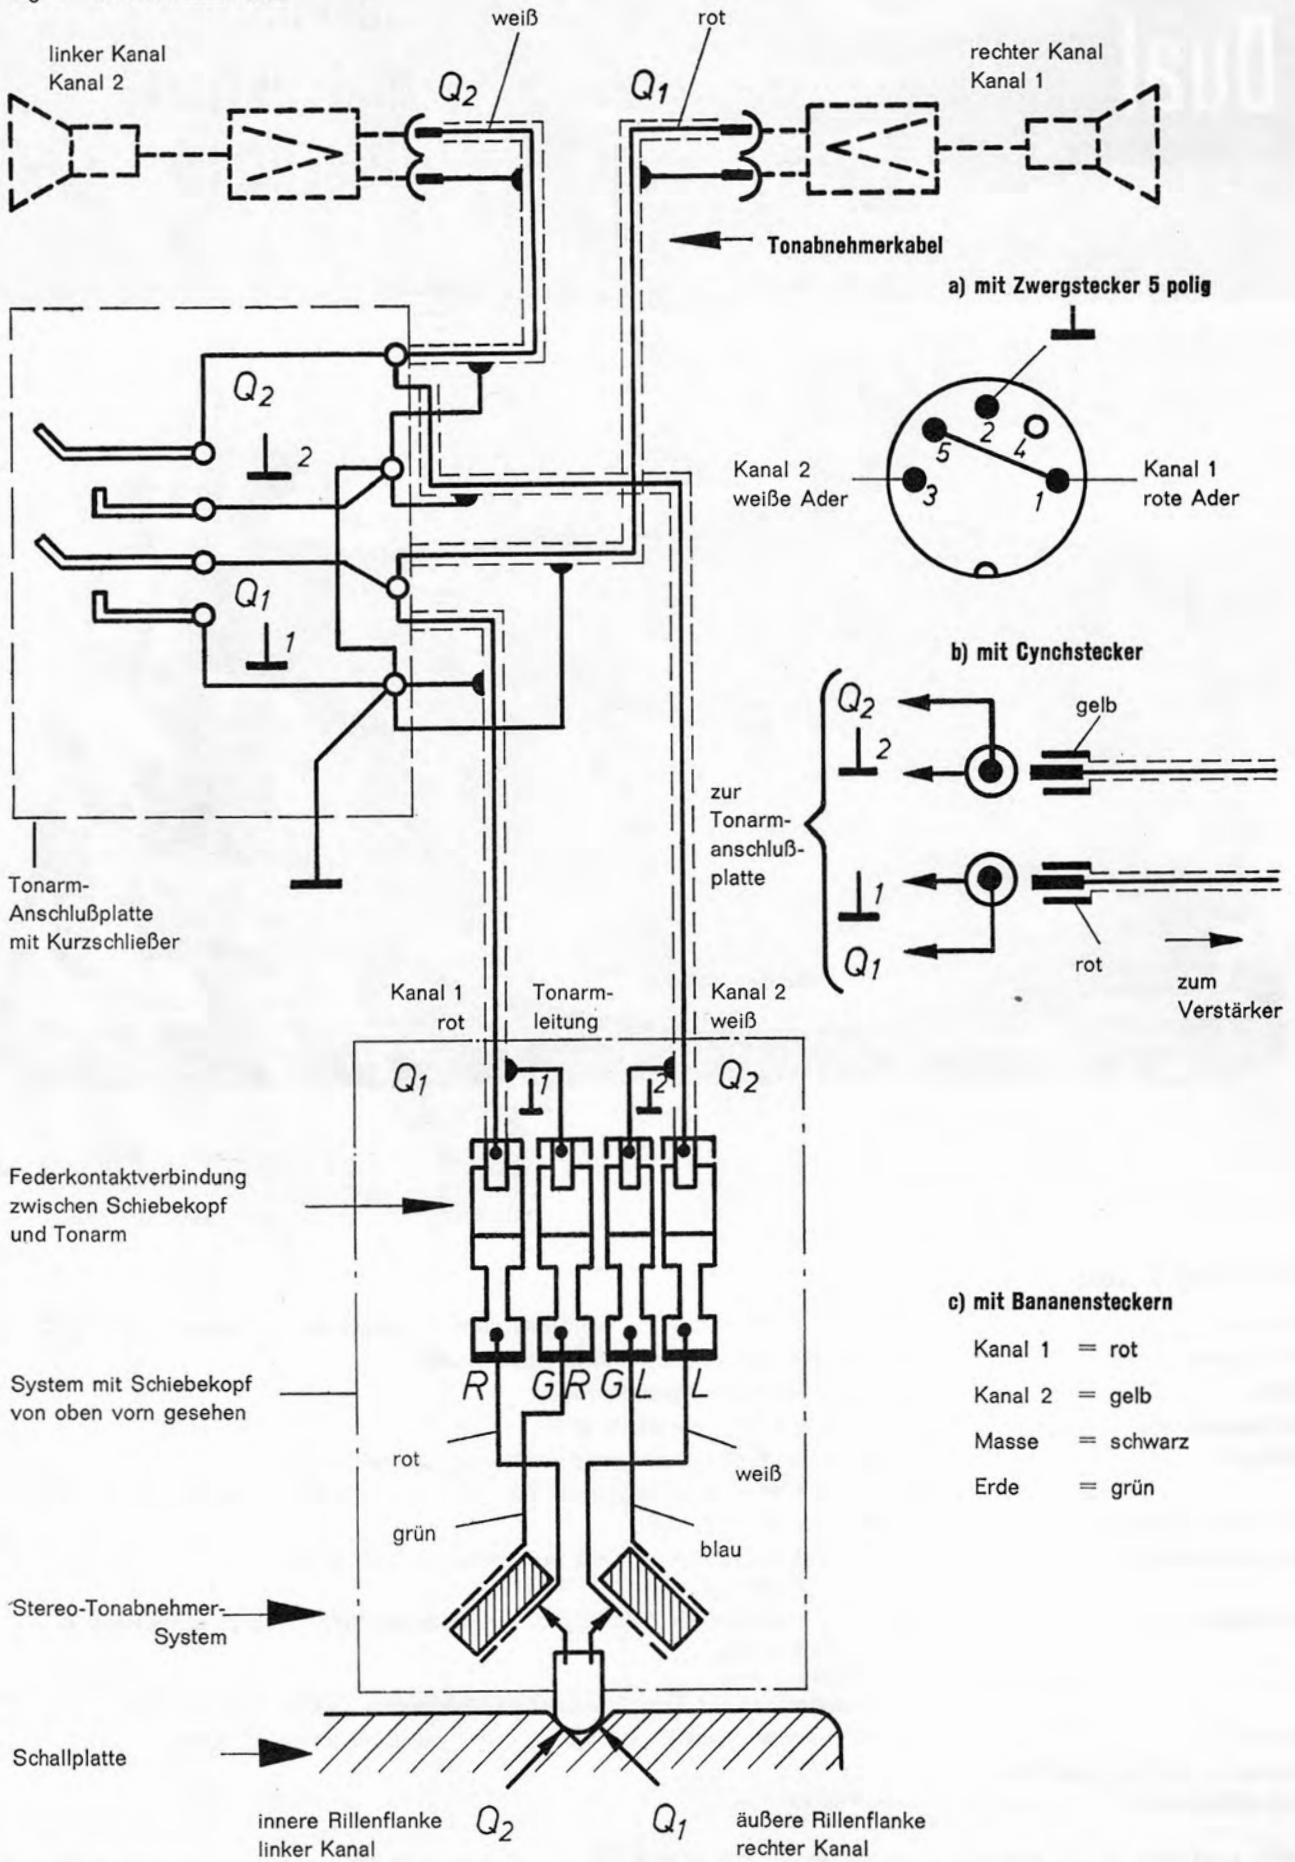 weiß
rot
linker Kanal
Kanal 2
Q2
Q1
rechter Kanal
Kanal 1
Tonabnehmerkabel
a) mit Zwergstecker 5 polig
Q2
2
Q1
1
2
5
4
3
1
Kanal 2
weiße Ader
Kanal 1
rote Ader
b) mit Cynchstecker
Q2
2
gelb
zur
Tonarm-
anschluß-
platte
1
Q1
rot
zum
Verstärker
Tonarm-
Anschlußplatte
mit Kurzschließer
Kanal 1
rot
Tonarm-
leitung
Kanal 2
weiß
Q1
1
2
Q2
Federkontaktverbindung
zwischen Schiebekopf
und Tonarm
R GR GL L
System mit Schiebekopf
von oben vorn gesehen
rot
weiß
grün
blau
c) mit Bananensteckern
Kanal 1 = rot
Kanal 2 = gelb
Masse = schwarz
Erde = grün
Stereo-Tonabnehmer-
System
Schallplatte
innere Rillenflanke
linker Kanal
Q2
Q1
äußere Rillenflanke
rechter Kanal